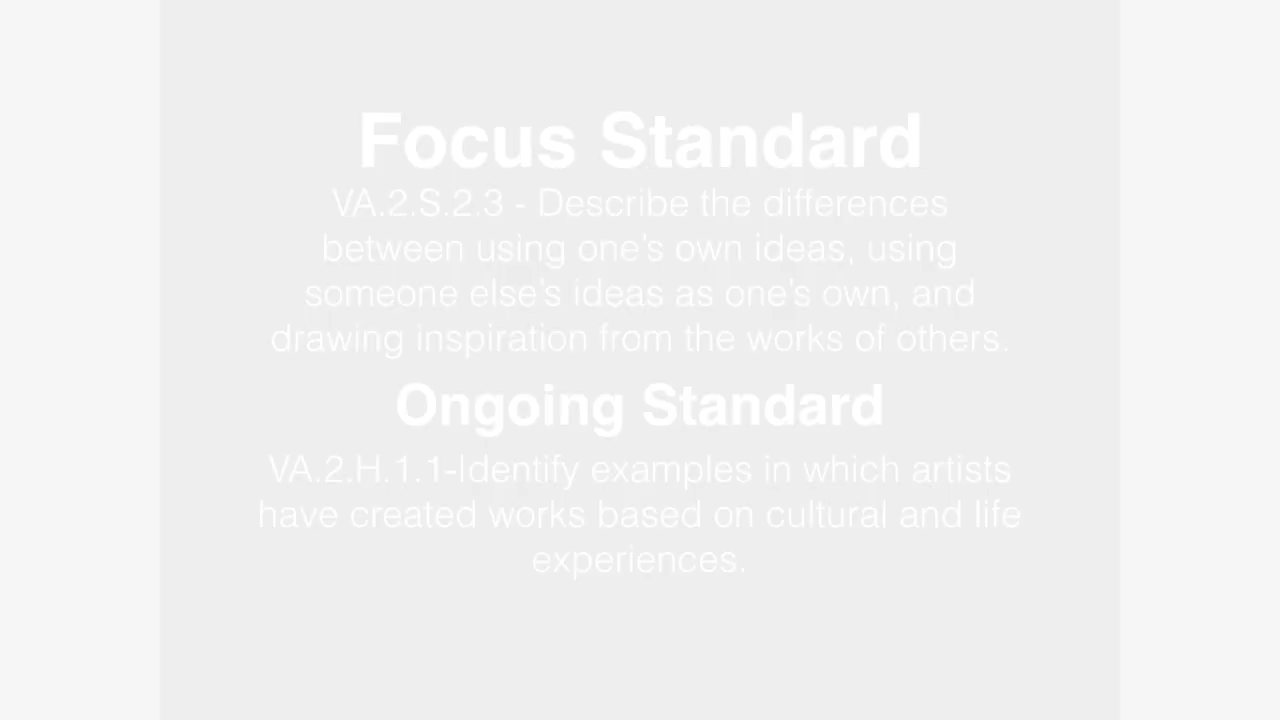 Focus Standard
VA.2.S.2.3 - Describe the differences
between using one's own ideas, using
someone else's ideas as one's own, and
drawing inspiration from the works of others.
Ongoing Standard
VA.2.H.1.1-Identify examples in which artists
have created works based on cultural and life
experiences.